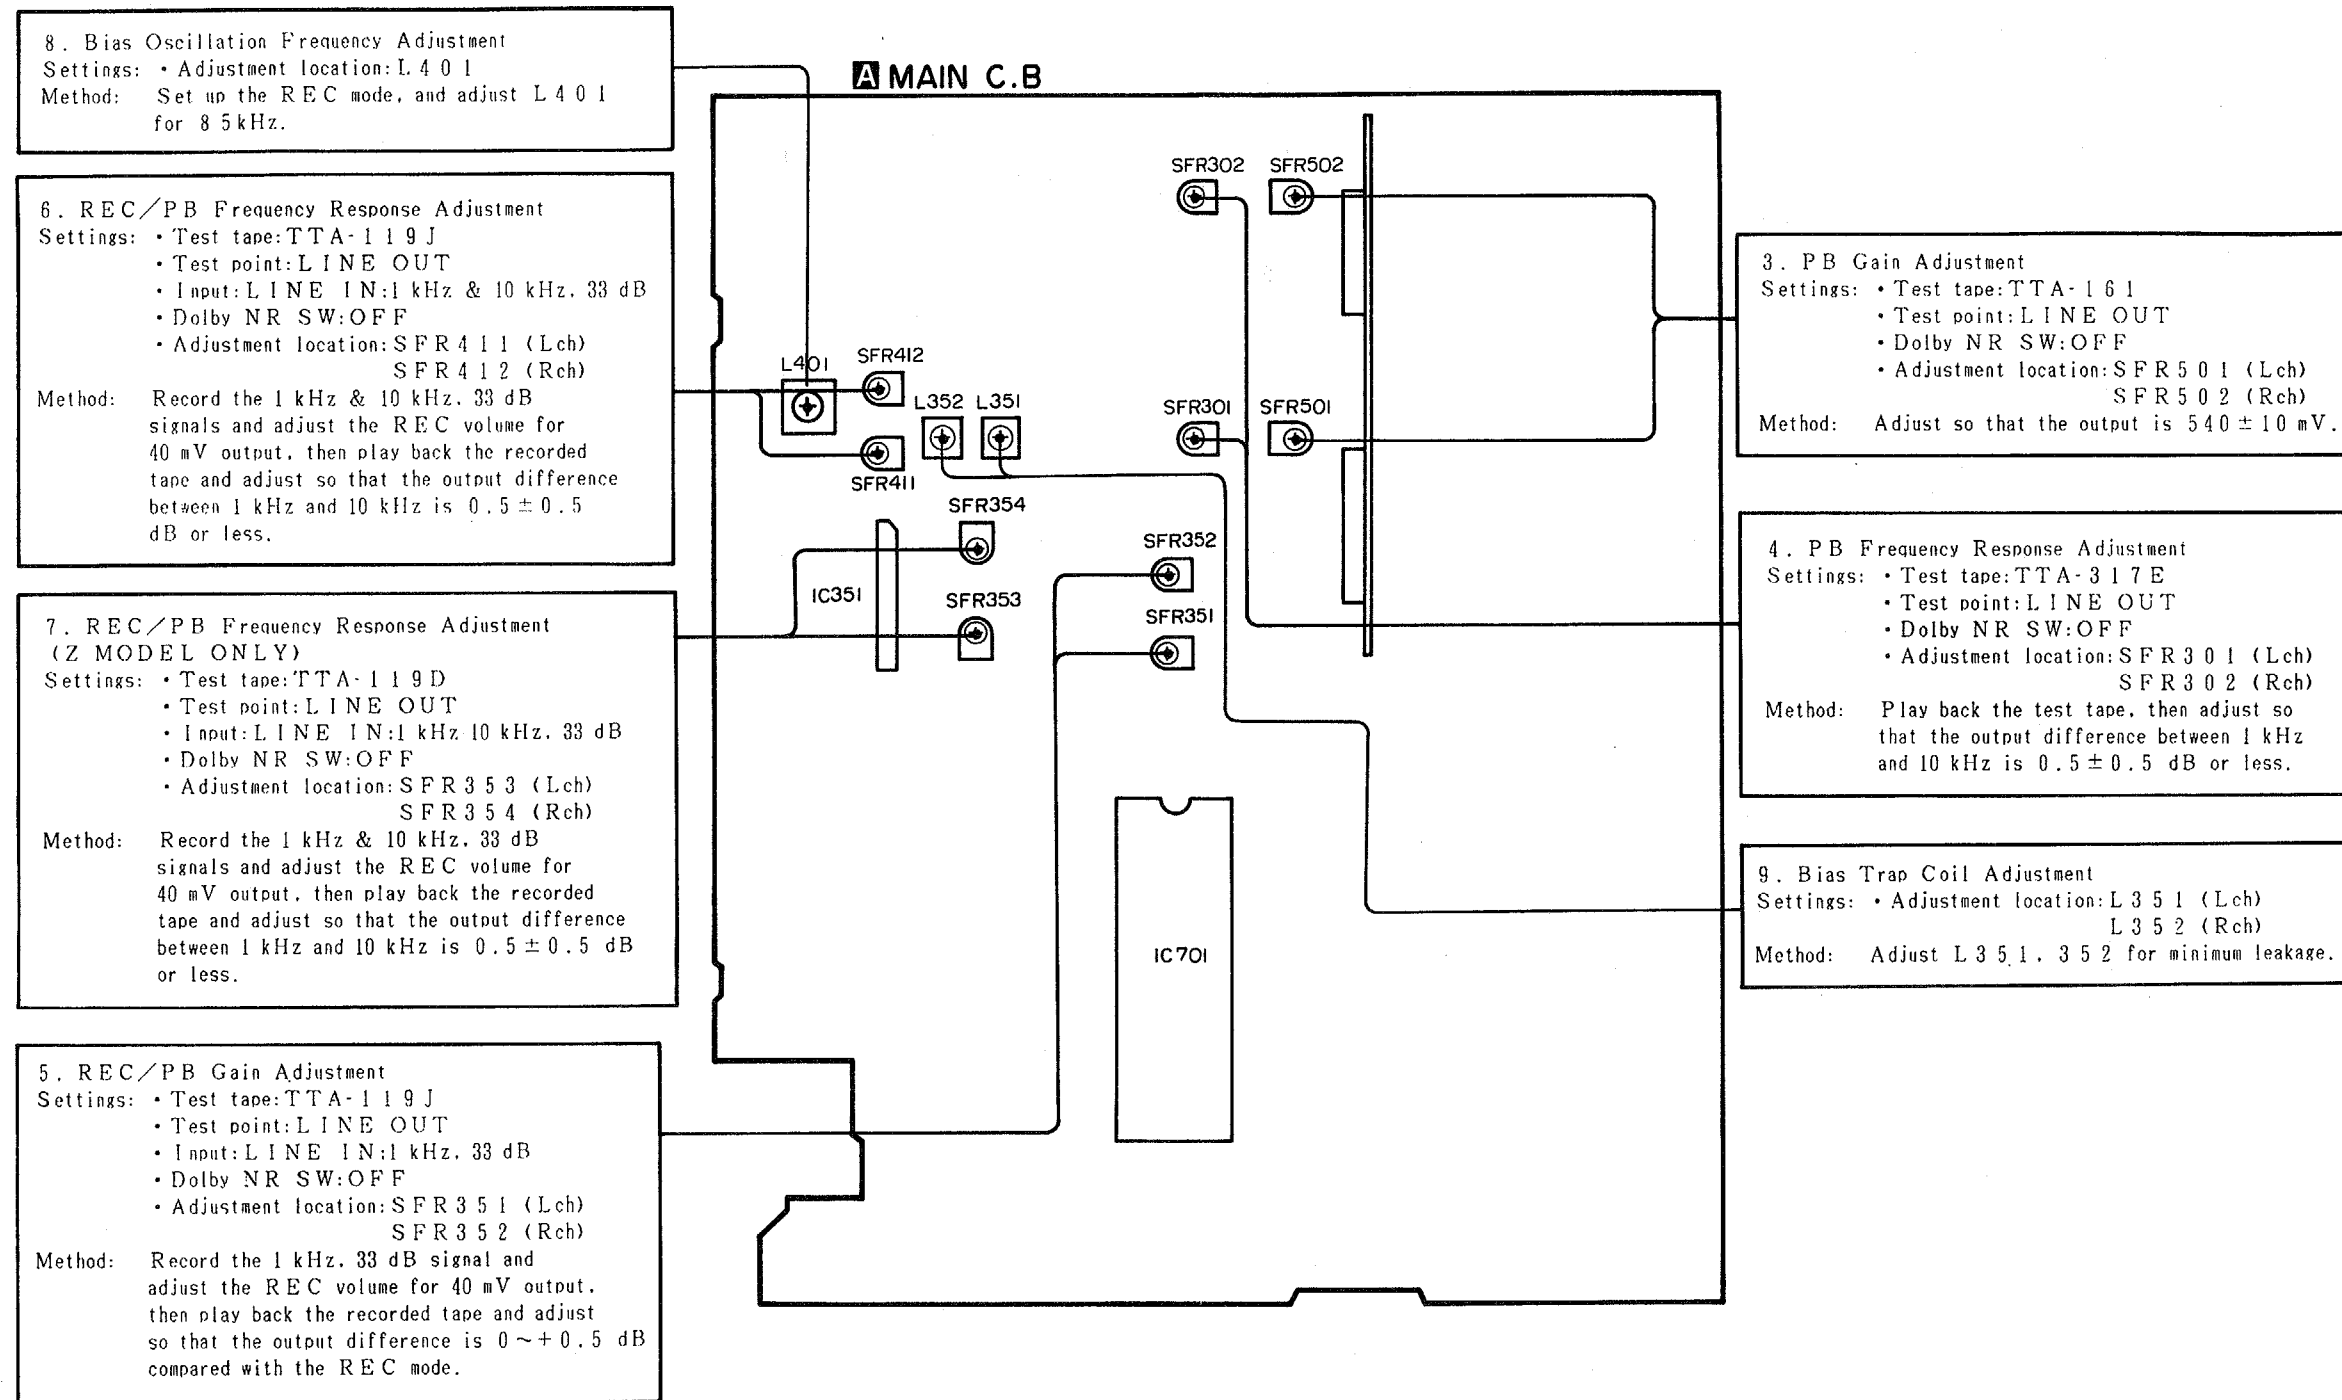 8. Bias Oscillation Frequency Adjustment
Settings: • Adjustment location: L401
Method: Set up the REC mode, and adjust L401
for 85kHz.
6. REC/PB Frequency Response Adjustment
Settings: • Test tape: TTA-119J
• Test point: LINE OUT
• Input: LINE IN: 1 kHz & 10 kHz, 33 dB
• Dolby NR SW: OFF
• Adjustment location: SFR411 (Lch)
SFR412 (Rch)
Method: Record the 1 kHz & 10 kHz, 33 dB
signals and adjust the REC volume for
40 mV output, then play back the recorded
tape and adjust so that the output difference
between 1 kHz and 10 kHz is 0.5±0.5
dB or less.
7. REC/PB Frequency Response Adjustment
(Z MODEL ONLY)
Settings: • Test tape: TTA-119D
• Test point: LINE OUT
• Input: LINE IN: 1 kHz 10 kHz, 33 dB
• Dolby NR SW: OFF
• Adjustment location: SFR353 (Lch)
SFR354 (Rch)
Method: Record the 1 kHz & 10 kHz, 33 dB
signals and adjust the REC volume for
40 mV output, then play back the recorded
tape and adjust so that the output difference
between 1 kHz and 10 kHz is 0.5±0.5 dB
or less.
5. REC/PB Gain Adjustment
Settings: • Test tape: TTA-119J
• Test point: LINE OUT
• Input: LINE IN: 1 kHz, 33 dB
• Dolby NR SW: OFF
• Adjustment location: SFR351 (Lch)
SFR352 (Rch)
Method: Record the 1 kHz, 33 dB signal and
adjust the REC volume for 40 mV output,
then play back the recorded tape and adjust
so that the output difference is 0~+0.5 dB
compared with the REC mode.
A MAIN C.B
SFR302 SFR502
L401 SFR412
L352 L351
SFR301 SFR501
SFR411
SFR354
SFR352
IC351
SFR353
SFR351
IC701
3. PB Gain Adjustment
Settings: • Test tape: TTA-161
• Test point: LINE OUT
• Dolby NR SW: OFF
• Adjustment location: SFR501 (Lch)
SFR502 (Rch)
Method: Adjust so that the output is 540±10 mV.
4. PB Frequency Response Adjustment
Settings: • Test tape: TTA-317E
• Test point: LINE OUT
• Dolby NR SW: OFF
• Adjustment location: SFR301 (Lch)
SFR302 (Rch)
Method: Play back the test tape, then adjust so
that the output difference between 1 kHz
and 10 kHz is 0.5±0.5 dB or less.
9. Bias Trap Coil Adjustment
Settings: • Adjustment location: L351 (Lch)
L352 (Rch)
Method: Adjust L351, 352 for minimum leakage.